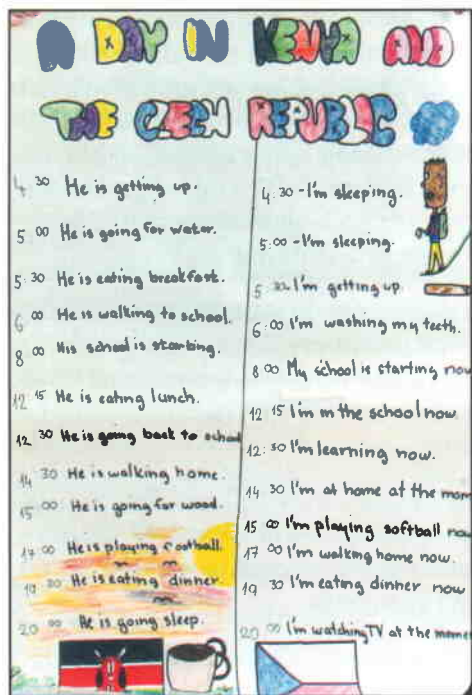 A DAY IN KENYA AND
THE CZECH REPUBLIC
4 30 He is getting up.
5 00 He is going for water.
5:30 He is eating breakfast.
6 00 He is walking to school.
8 00 His school is starting.
12:15 He is eating lunch.
12 30 He is going back to school
14 30 He is walking home.
15 00 He is going for wood.
17 00 He is playing football.
19 30 He is eating dinner
20 00 He is going sleep.
4:30 - I'm sleeping.
5:00 - I'm sleeping.
5 I'm getting up.
6:00 I'm washing my teeth.
8 00 My school is starting now
12 15 I'm in the school now.
12:30 I'm learning now.
14 30 I'm at home at the mom
15 00 I'm playing softball now
17 00 I'm walking home now.
19 30 I'm eating dinner now
20 00 I'm watching TV at the momen